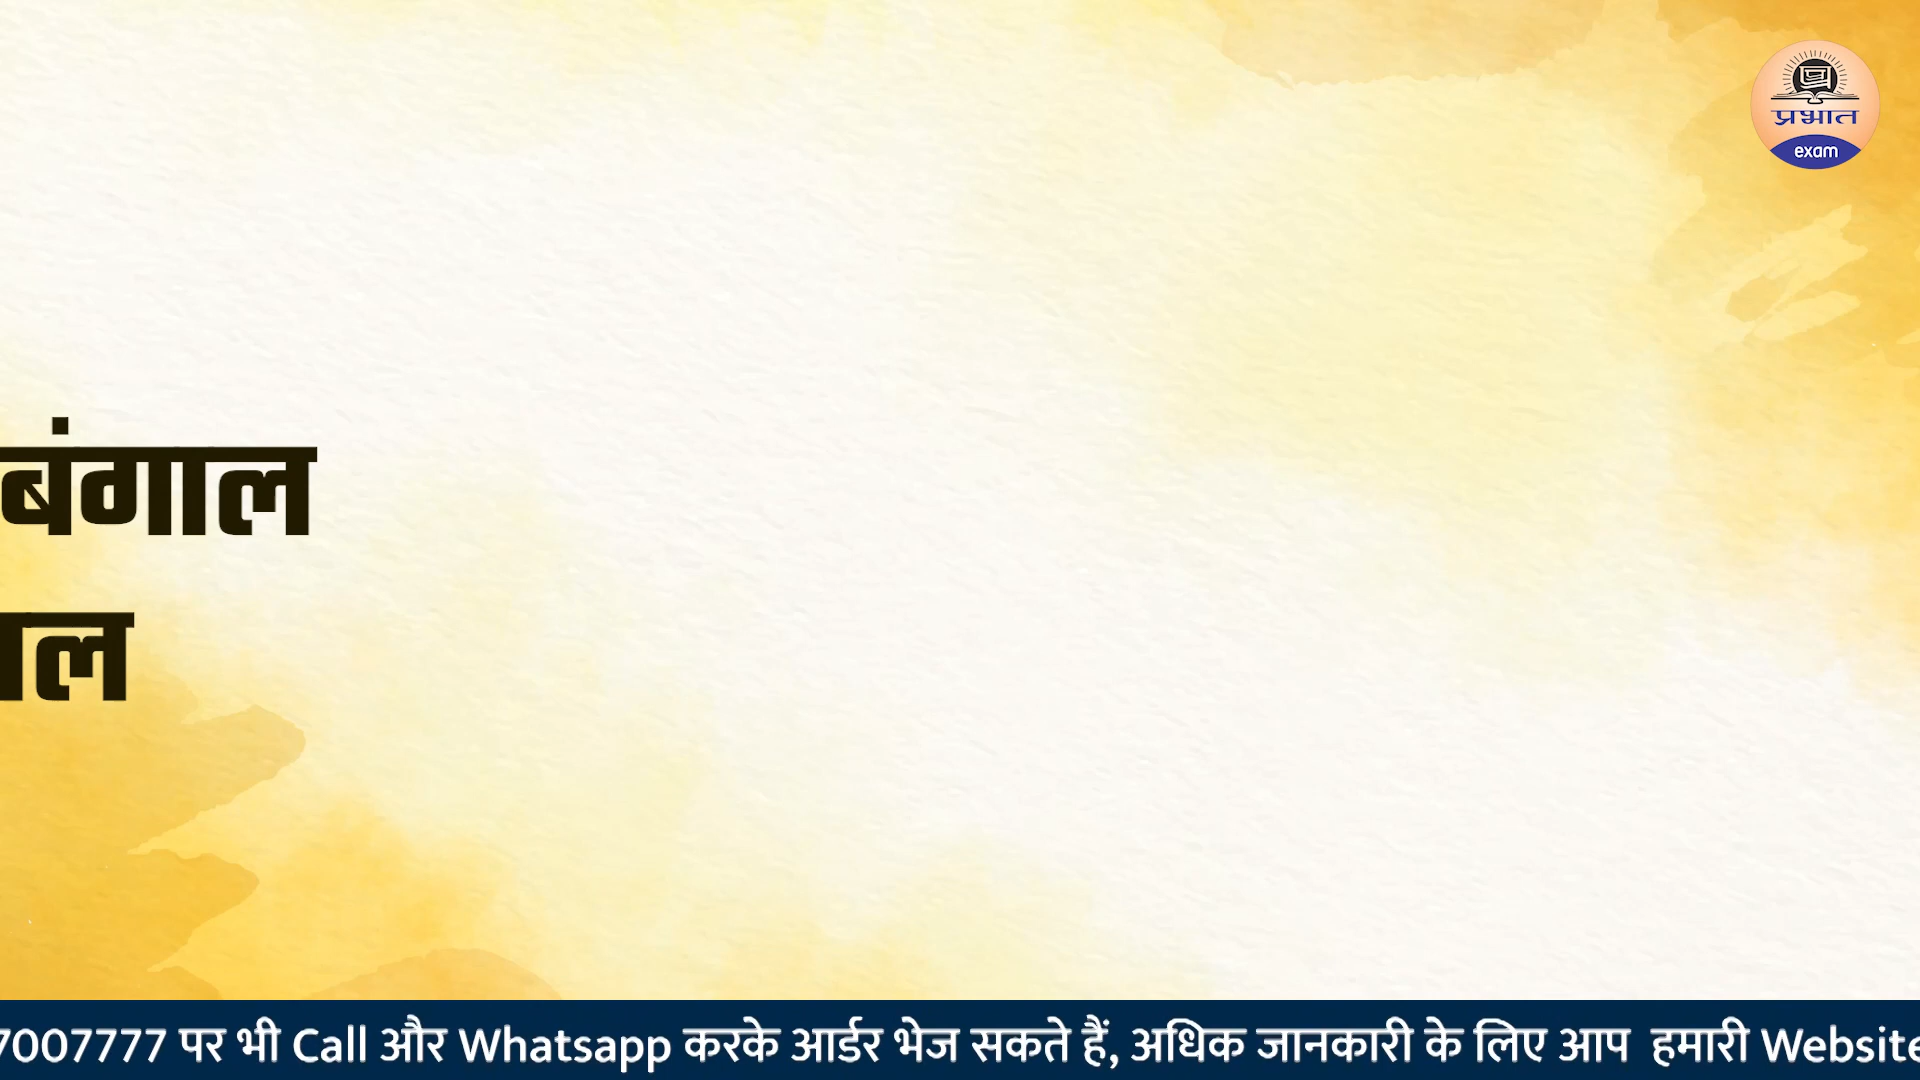 प्रभात
exam
बंगाल
ाल
7007777 पर भी Call और Whatsapp करके आर्डर भेज सकते हैं, अधिक जानकारी के लिए आप हमारी Website